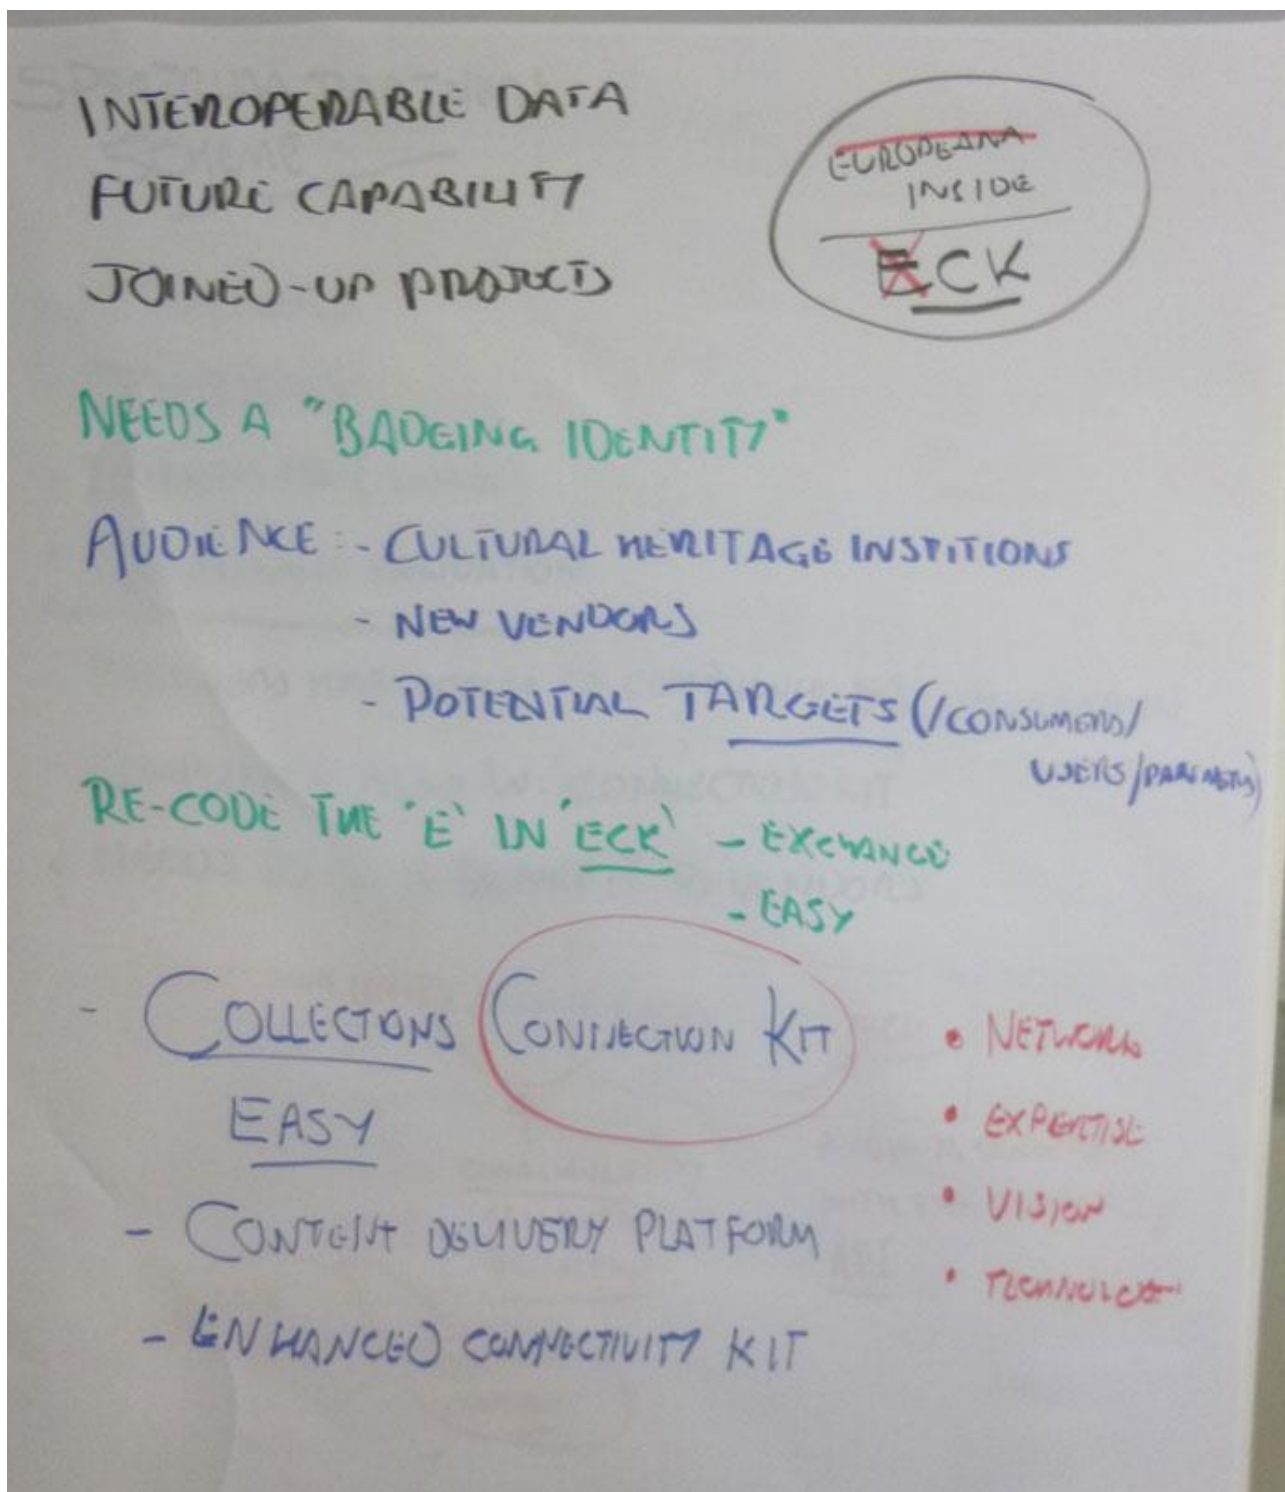 INTEROPERABLE DATA
FUTURE CAPABILITY
JOINED-UP PROJECTS
EUROPEANA
INSIDE
ECK
NEEDS A "BADGING IDENTITY"
AUDIENCE :- CULTURAL HERITAGE INSTITIONS
- NEW VENDORS
- POTENTIAL TARGETS (/CONSUMERS/
USERS/PARTNERS)
RE-CODE THE 'E' IN 'ECK' - EXCHANGE
- EASY
- COLLECTIONS CONNECTION KIT
EASY
- CONTENT DELIVERY PLATFORM
- ENHANCED CONNECTIVITY KIT
• NETWORK
• EXPERTISE
• VISION
• TECHNOLOGY